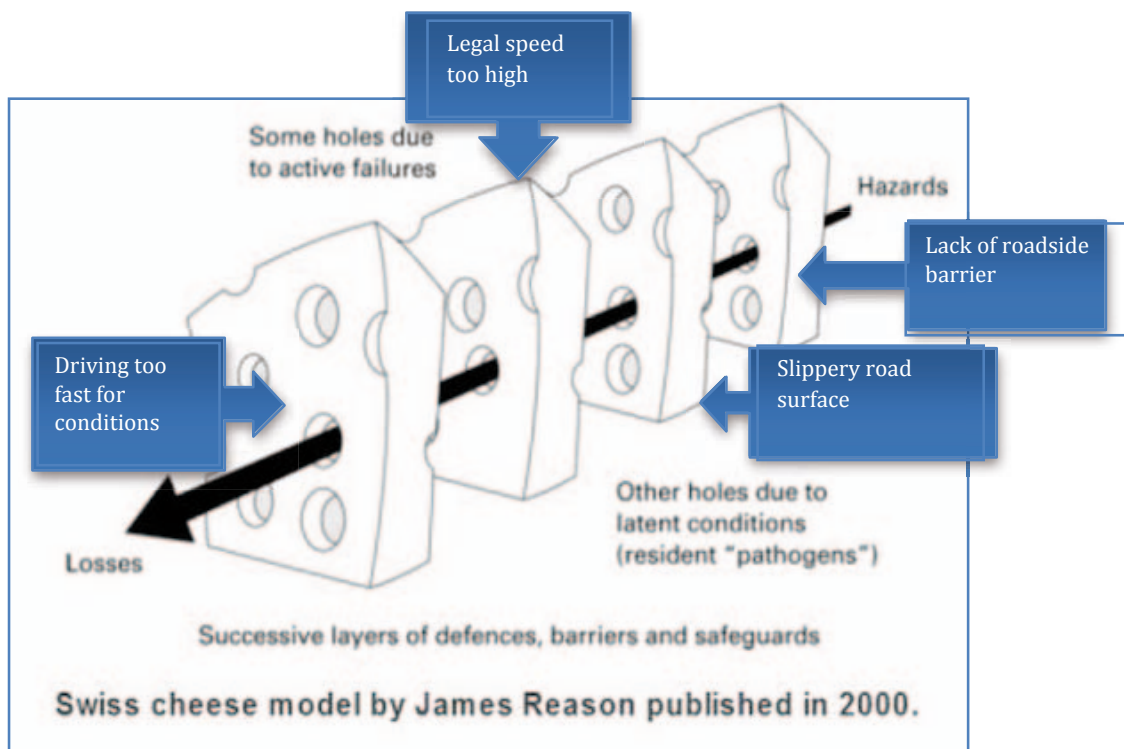 Legal speed
too high
Some holes due
to active failures
Hazards
Lack of roadside
barrier
Driving too
fast for
conditions
Slippery road
surface
Other holes due to
latent conditions
(resident "pathogens")
Losses
Successive layers of defences, barriers and safeguards
Swiss cheese model by James Reason published in 2000.